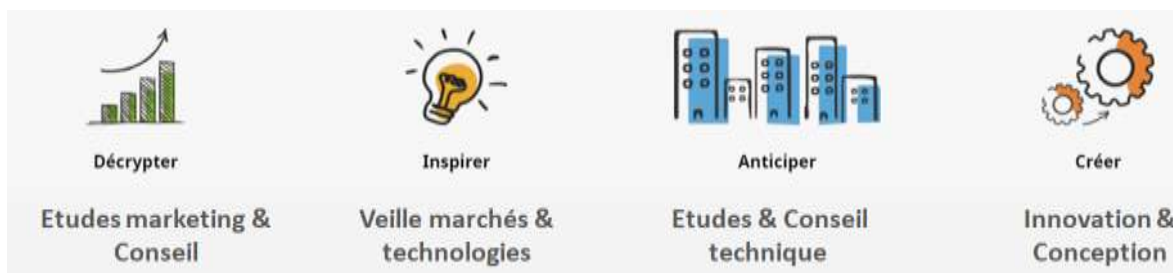 Décrypter
Etudes marketing &
Conseil
Inspirer
Veille marchés &
technologies
Anticiper
Etudes & Conseil
technique
Créer
Innovation &
Conception